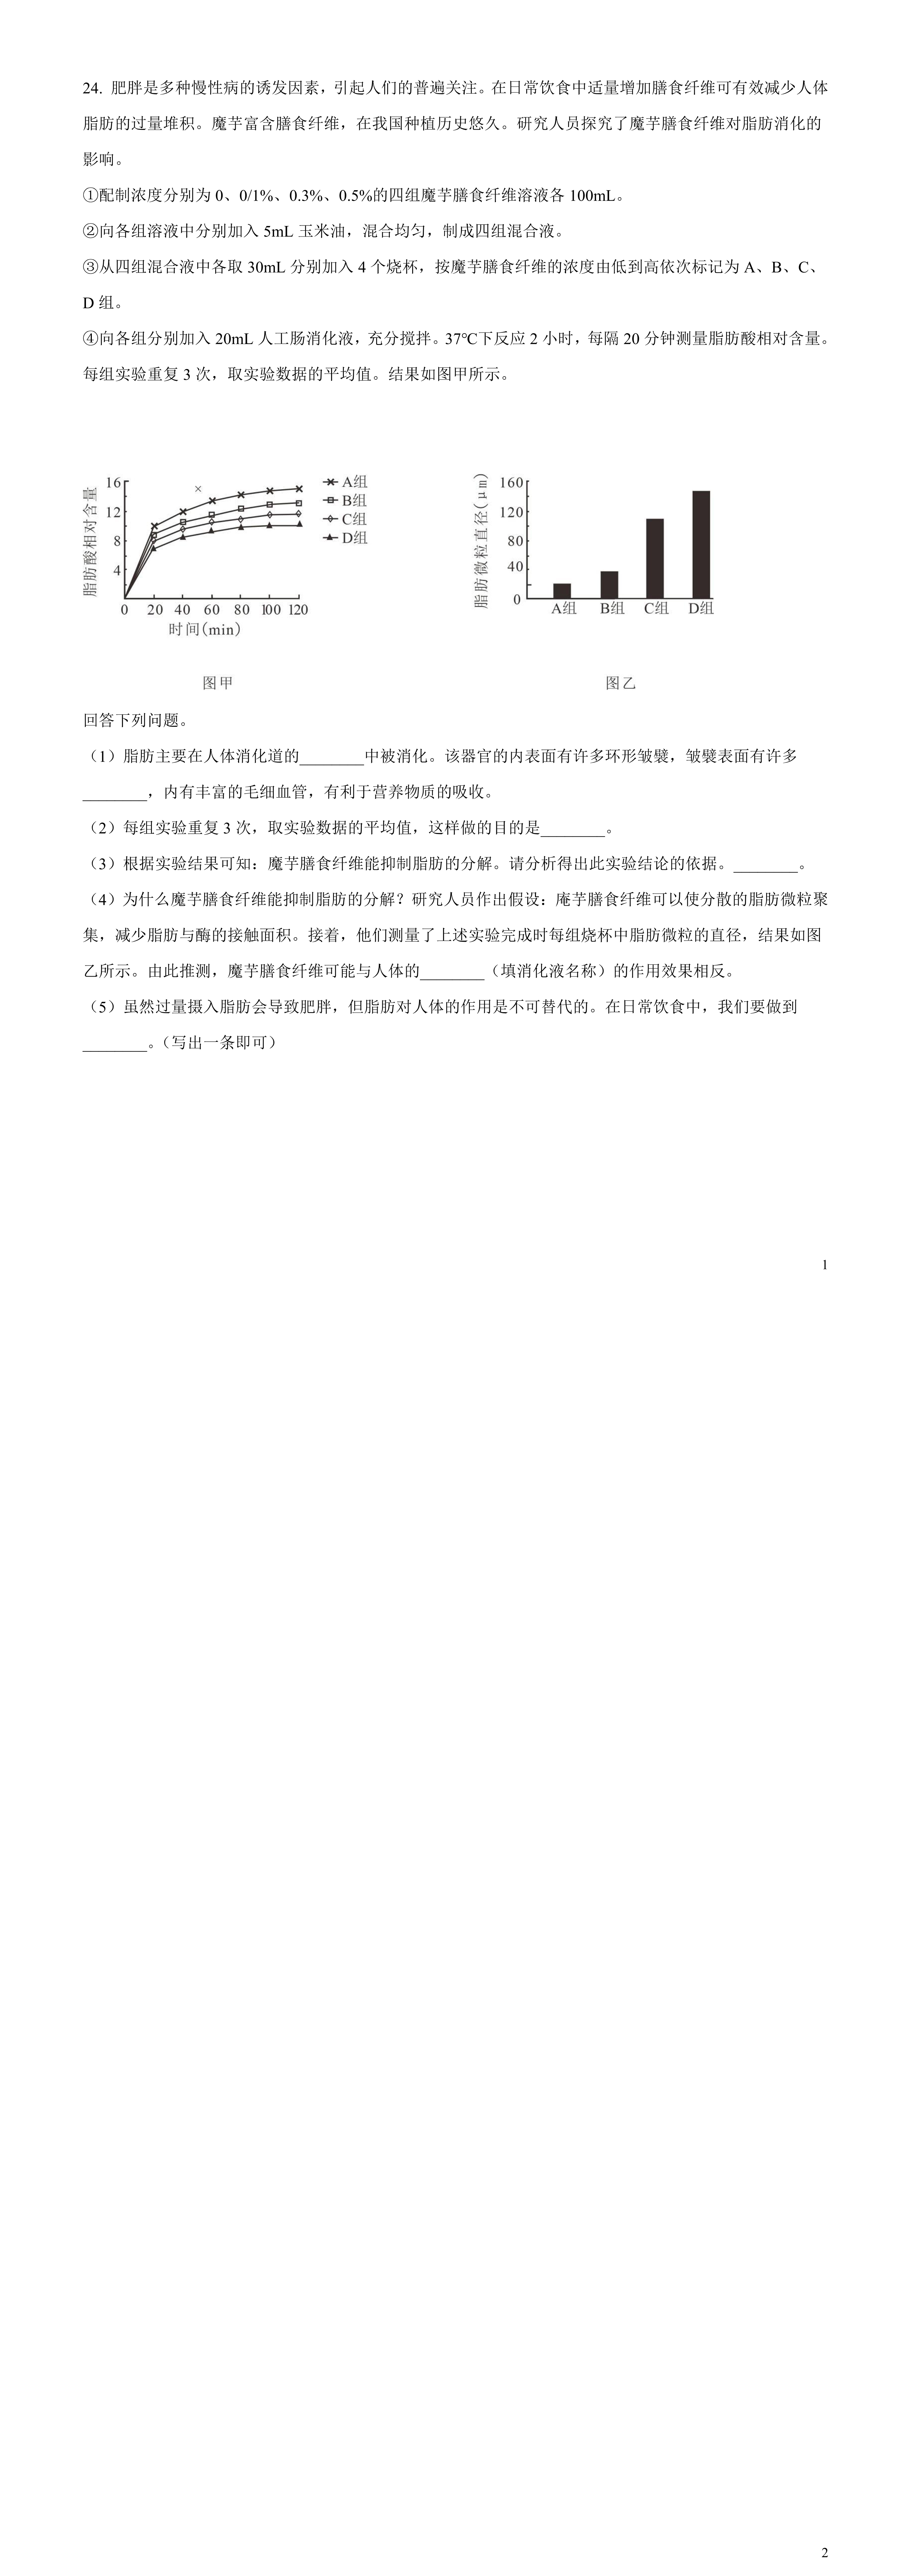 24. 肥胖是多种慢性病的诱发因素，引起人们的普遍关注。在日常饮食中适量增加膳食纤维可有效减少人体
脂肪的过量堆积。魔芋富含膳食纤维，在我国种植历史悠久。研究人员探究了魔芋膳食纤维对脂肪消化的
影响。
①配制浓度分别为 0、0/1%、0.3%、0.5%的四组魔芋膳食纤维溶液各 100mL。
②向各组溶液中分别加入 5mL 玉米油，混合均匀，制成四组混合液。
③从四组混合液中各取 30mL 分别加入 4 个烧杯，按魔芋膳食纤维的浓度由低到高依次标记为 A、B、C、
D 组。
④向各组分别加入 20mL 人工肠消化液，充分搅拌。37℃下反应 2 小时，每隔 20 分钟测量脂肪酸相对含量。
每组实验重复 3 次，取实验数据的平均值。结果如图甲所示。
脂肪酸相对含量
16
12
8
4
0 20 40 60 80 100 120
时间(min)
A组
B组
C组
D组
图甲
脂肪微粒直径(μm)
160
120
80
40
0
A组 B组 C组 D组
图乙
回答下列问题。
（1）脂肪主要在人体消化道的________中被消化。该器官的内表面有许多环形皱襞，皱襞表面有许多
________，内有丰富的毛细血管，有利于营养物质的吸收。
（2）每组实验重复 3 次，取实验数据的平均值，这样做的目的是________。
（3）根据实验结果可知：魔芋膳食纤维能抑制脂肪的分解。请分析得出此实验结论的依据。________。
（4）为什么魔芋膳食纤维能抑制脂肪的分解？研究人员作出假设：庵芋膳食纤维可以使分散的脂肪微粒聚
集，减少脂肪与酶的接触面积。接着，他们测量了上述实验完成时每组烧杯中脂肪微粒的直径，结果如图
乙所示。由此推测，魔芋膳食纤维可能与人体的________（填消化液名称）的作用效果相反。
（5）虽然过量摄入脂肪会导致肥胖，但脂肪对人体的作用是不可替代的。在日常饮食中，我们要做到
________。（写出一条即可）
1
2